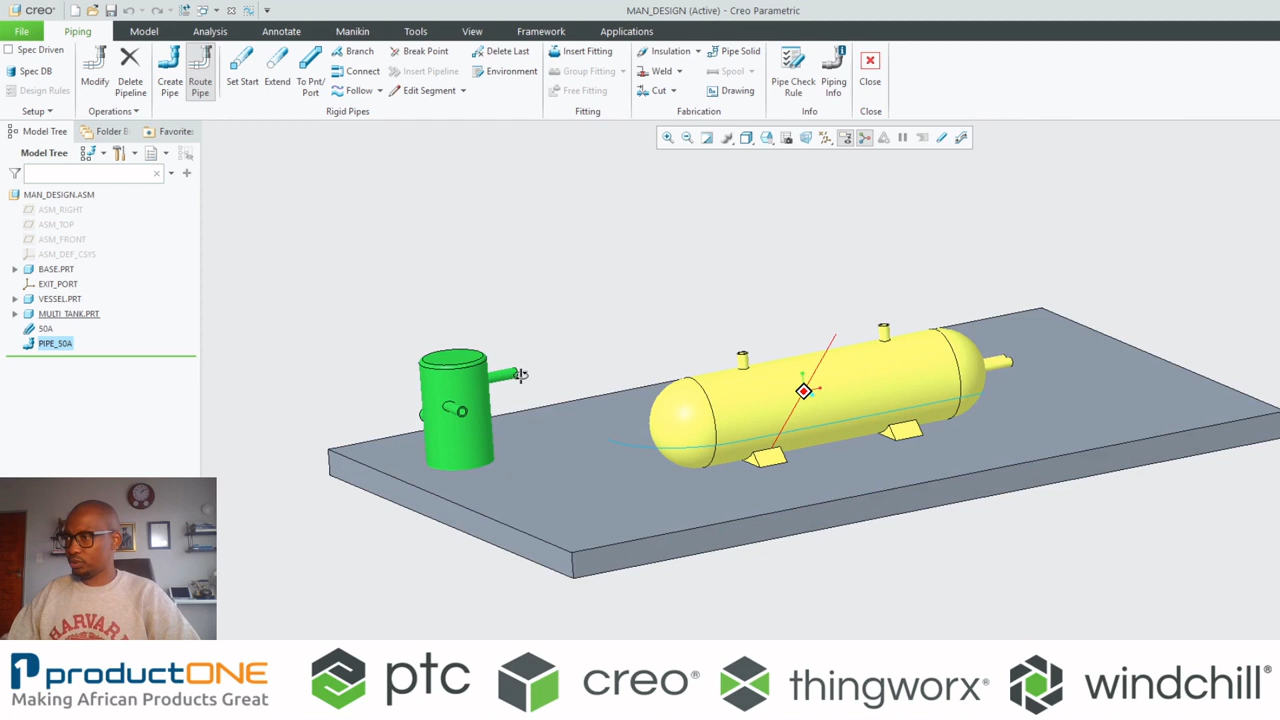 creo®
MAN_DESIGN (Active) - Creo Parametric
File Piping Model Analysis Annotate Manikin Tools View Framework Applications
Spec Driven
Spec DB
Design Rules
Setup
Modify
Delete Pipeline
Operations
Create Pipe
Route Pipe
Set Start
Extend
To Pnt/ Port
Branch
Connect
Follow
Break Point
Insert Pipeline
Edit Segment
Delete Last
Environment
Rigid Pipes
Insert Fitting
Group Fitting
Free Fitting
Fitting
Insulation
Weld
Cut
Pipe Solid
Spool
Drawing
Fabrication
Pipe Check Rule
Piping Info
Info
Close
Close
Model Tree Folder B Favorite
Model Tree
MAN_DESIGN.ASM
ASM_RIGHT
ASM_TOP
ASM_FRONT
ASM_DEF_CSYS
BASE.PRT
EXIT_PORT
VESSEL.PRT
MULTI_TANK.PRT
50A
PIPE_50A
HARVAR
productONE
Making African Products Great
ptc
creo®
thingworx®
windchill®